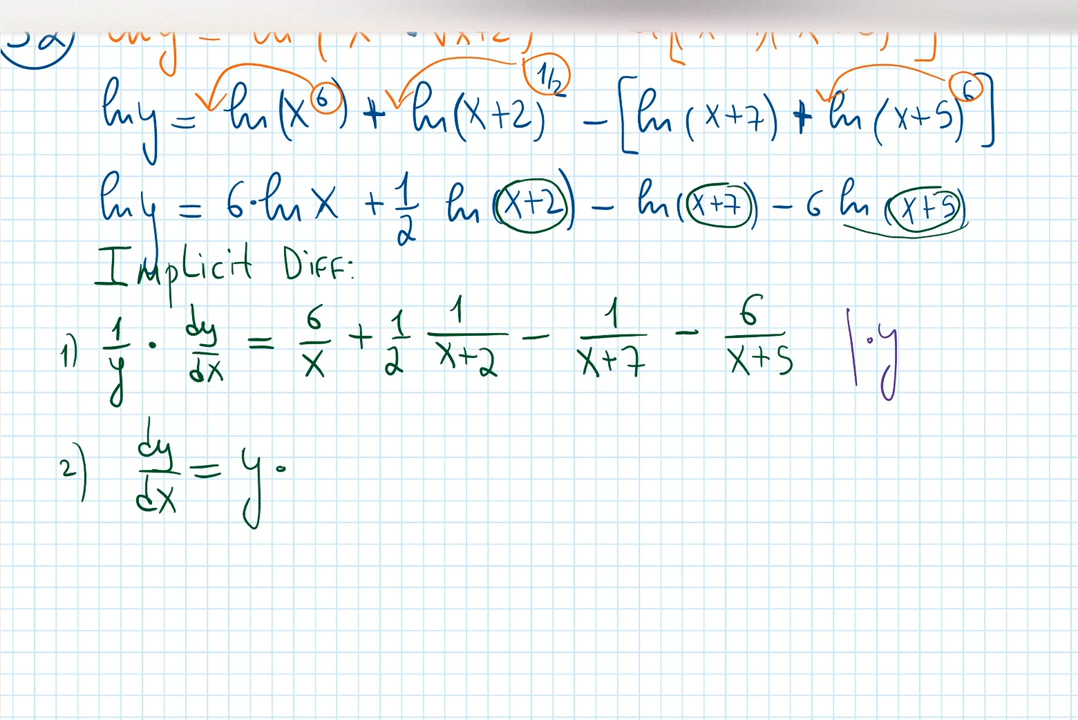 ln y = ln(x^6) + ln(x+2)^{1/2} - [ln(x+7) + ln(x+5)^6]
ln y = 6·ln x + 1/2 ln(x+2) - ln(x+7) - 6 ln(x+5)
Implicit Diff:
1) 1/y · dy/dx = 6/x + 1/2 1/(x+2) - 1/(x+7) - 6/(x+5) |·y
2) dy/dx = y·